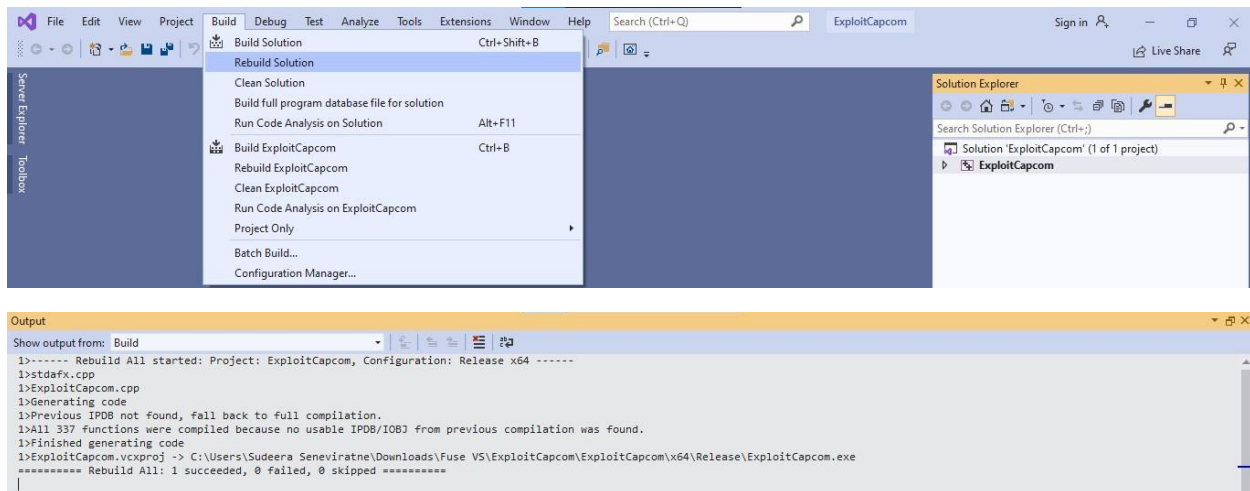 File Edit View Project Build Debug Test Analyze Tools Extensions Window Help Search (Ctrl+Q) ExploitCapcom Sign in
Live Share
Server Explorer
Toolbox
Build Solution Ctrl+Shift+B
Rebuild Solution
Clean Solution
Build full program database file for solution
Run Code Analysis on Solution Alt+F11
Build ExploitCapcom Ctrl+B
Rebuild ExploitCapcom
Clean ExploitCapcom
Run Code Analysis on ExploitCapcom
Project Only
Batch Build...
Configuration Manager...
Solution Explorer
Search Solution Explorer (Ctrl+;)
Solution 'ExploitCapcom' (1 of 1 project)
ExploitCapcom
Output
Show output from: Build
1>------ Rebuild All started: Project: ExploitCapcom, Configuration: Release x64 ------
1>stdafx.cpp
1>ExploitCapcom.cpp
1>Generating code
1>Previous IPDB not found, fall back to full compilation.
1>All 337 functions were compiled because no usable IPDB/IOBJ from previous compilation was found.
1>Finished generating code
1>ExploitCapcom.vcxproj -> C:\Users\Sudeera Seneviratne\Downloads\Fuse VS\ExploitCapcom\ExploitCapcom\x64\Release\ExploitCapcom.exe
========== Rebuild All: 1 succeeded, 0 failed, 0 skipped ==========